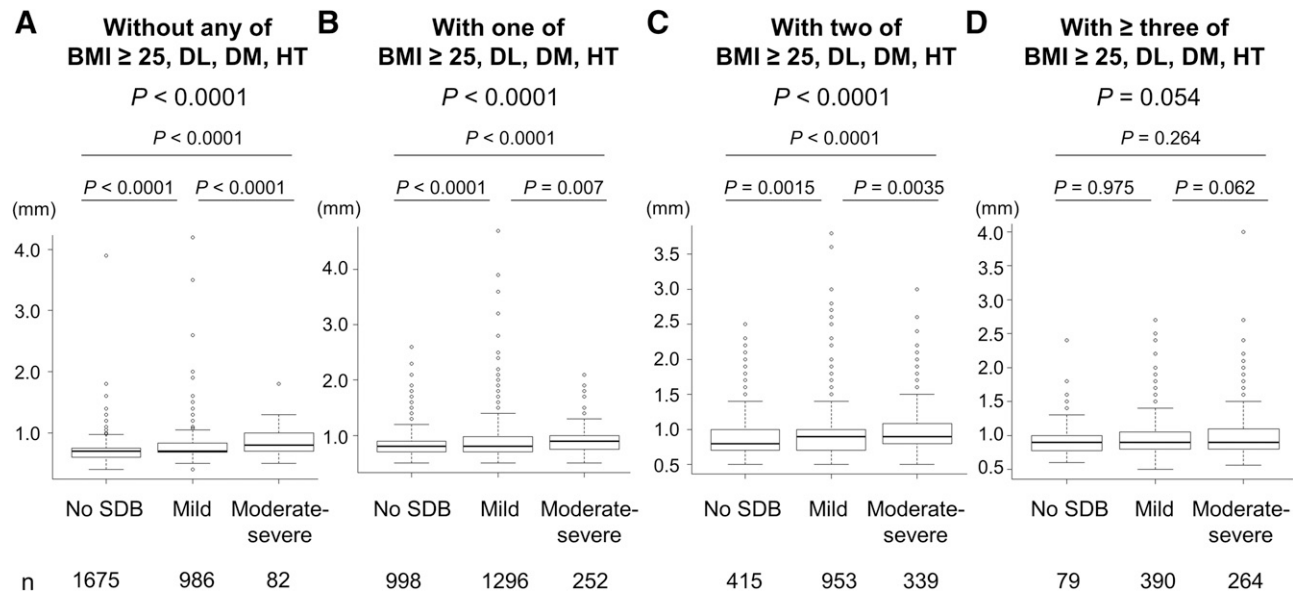 A
Without any of
BMI ≥ 25, DL, DM, HT
P < 0.0001
P < 0.0001
P < 0.0001
P < 0.0001
(mm)
4.0
3.0
2.0
1.0
No SDB
Mild
Moderate-
severe
n
1675
986
82
B
With one of
BMI ≥ 25, DL, DM, HT
P < 0.0001
P < 0.0001
P < 0.0001
P = 0.007
(mm)
4.0
3.0
2.0
1.0
No SDB
Mild
Moderate-
severe
998
1296
252
C
With two of
BMI ≥ 25, DL, DM, HT
P < 0.0001
P < 0.0001
P = 0.0015
P = 0.0035
(mm)
3.5
3.0
2.5
2.0
1.5
1.0
0.5
No SDB
Mild
Moderate-
severe
415
953
339
D
With ≥ three of
BMI ≥ 25, DL, DM, HT
P = 0.054
P = 0.264
P = 0.975
P = 0.062
(mm)
4.0
3.5
3.0
2.5
2.0
1.5
1.0
0.5
No SDB
Mild
Moderate-
severe
79
390
264